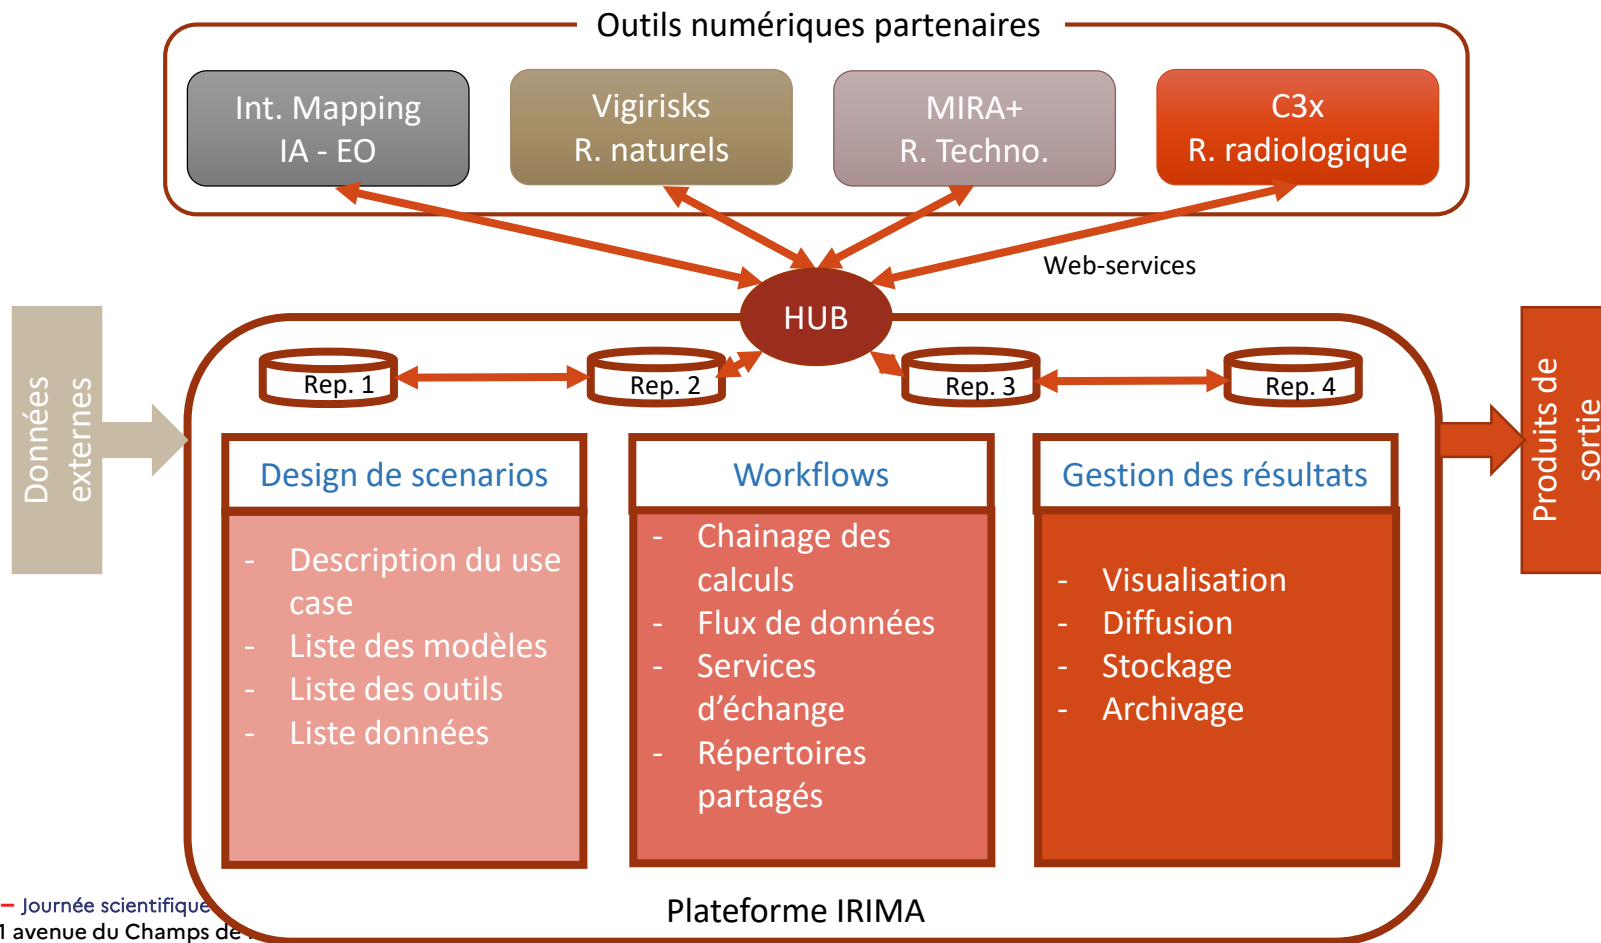 Outils numériques partenaires
Int. Mapping
IA - EO
Vigirisks
R. naturels
MIRA+
R. Techno.
C3x
R. radiologique
Web-services
HUB
Données
externes
Rep. 1
Rep. 2
Rep. 3
Rep. 4
Produits de
sortie
Design de scenarios
- Description du use
case
- Liste des modèles
- Liste des outils
- Liste données
Workflows
- Chainage des
calculs
- Flux de données
- Services
d'échange
- Répertoires
partagés
Gestion des résultats
- Visualisation
- Diffusion
- Stockage
- Archivage
Plateforme IRIMA
– Journée scientifique
1 avenue du Champs de